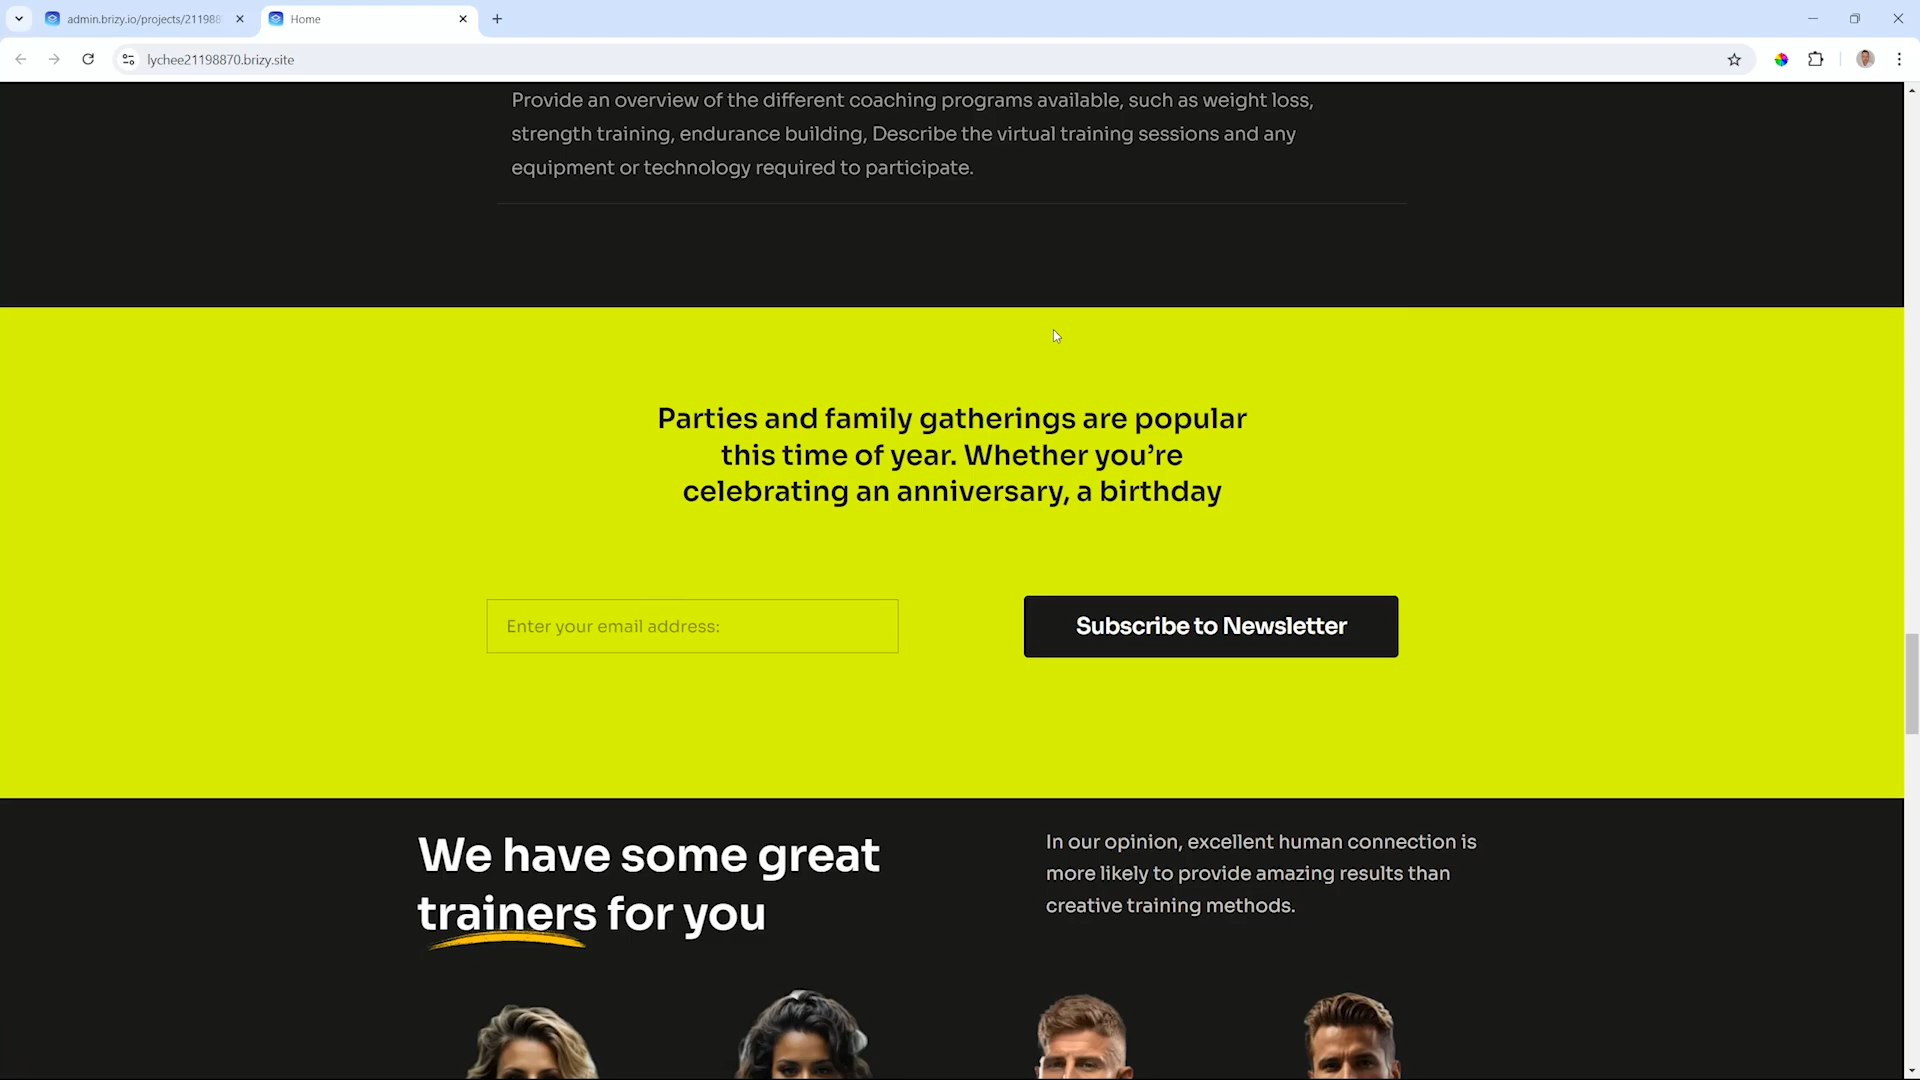 admin.brizy.io/projects/211988
Home
lychee21198870.brizy.site
Provide an overview of the different coaching programs available, such as weight loss,
strength training, endurance building, Describe the virtual training sessions and any
equipment or technology required to participate.
Parties and family gatherings are popular
this time of year. Whether you’re
celebrating an anniversary, a birthday
Enter your email address:
Subscribe to Newsletter
We have some great
trainers for you
In our opinion, excellent human connection is
more likely to provide amazing results than
creative training methods.